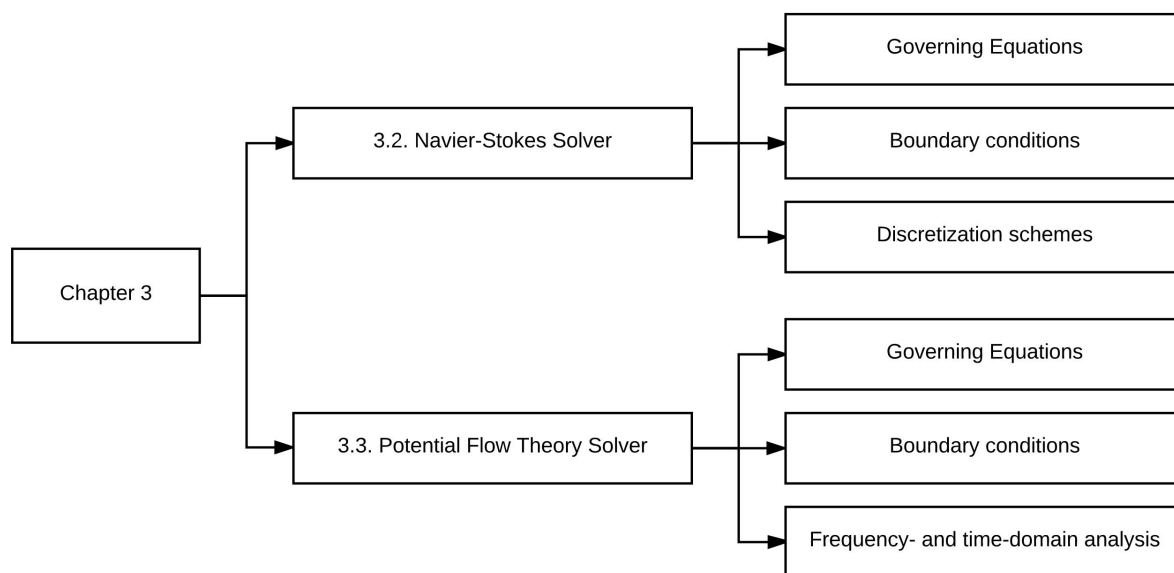 Chapter 3
3.2. Navier-Stokes Solver
Governing Equations
Boundary conditions
Discretization schemes
3.3. Potential Flow Theory Solver
Governing Equations
Boundary conditions
Frequency- and time-domain analysis